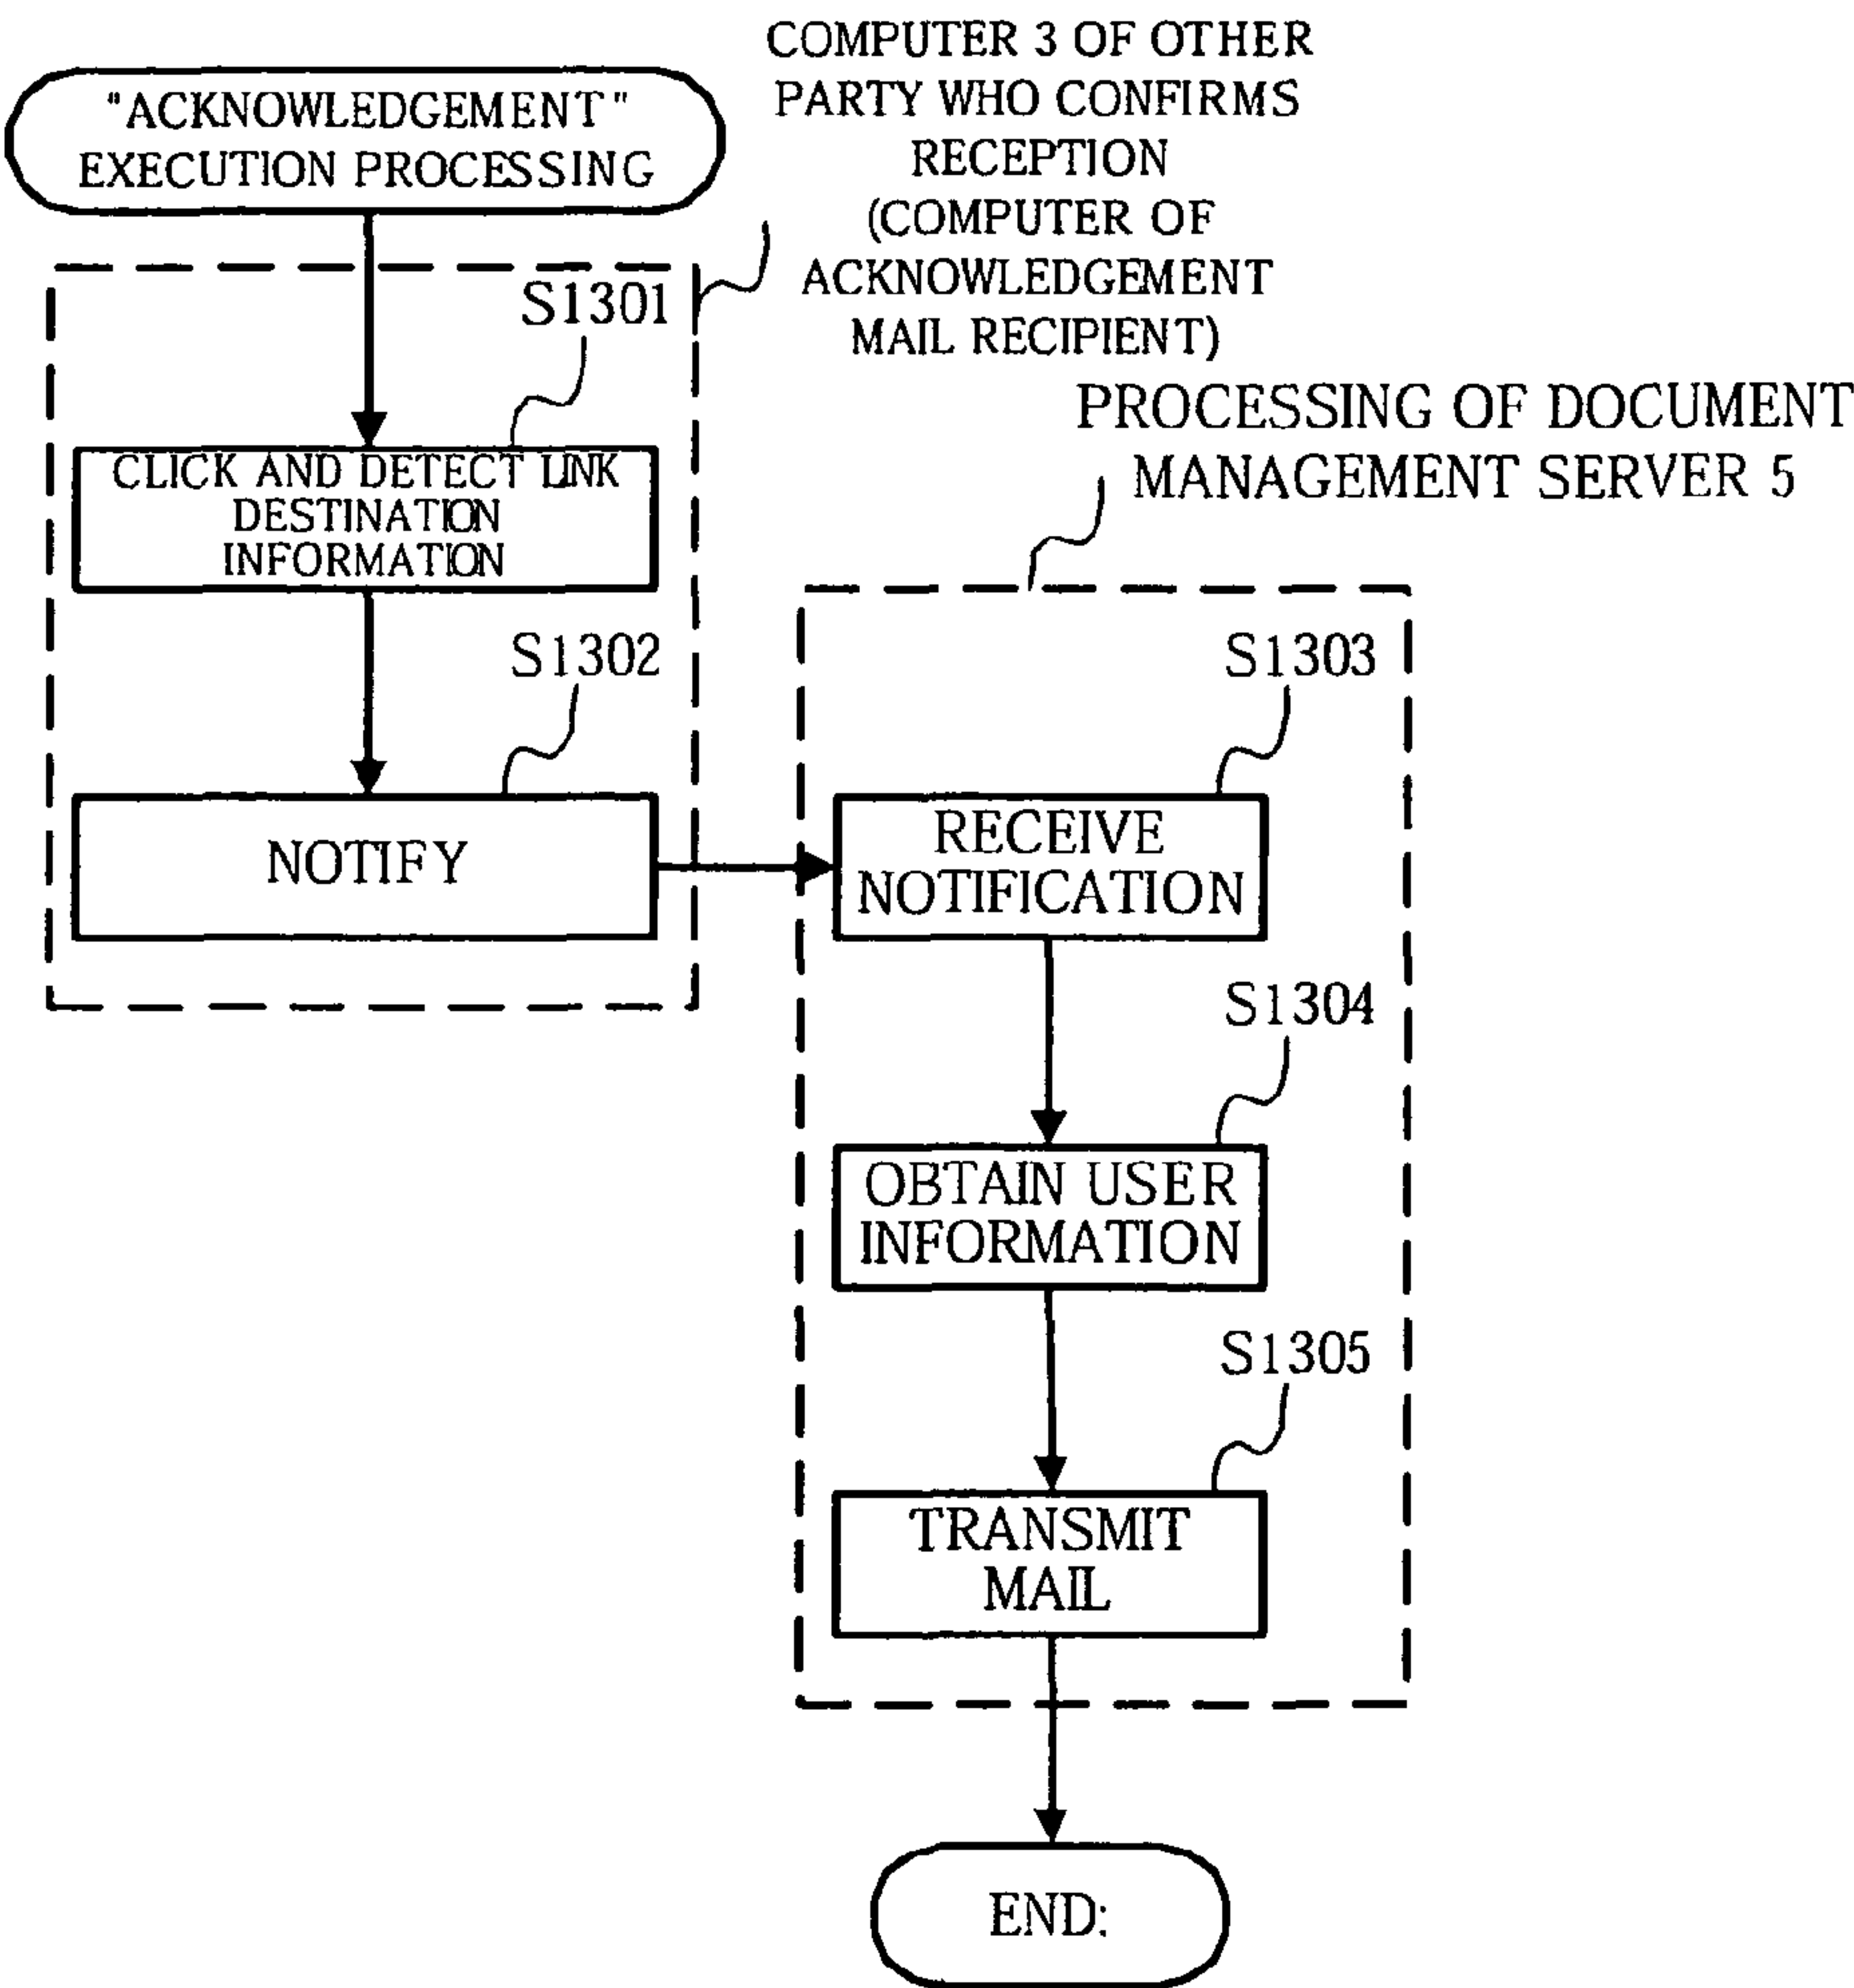 "ACKNOWLEDGEMENT"
EXECUTION PROCESSING
COMPUTER 3 OF OTHER
PARTY WHO CONFIRMS
RECEPTION
(COMPUTER OF
ACKNOWLEDGEMENT
MAIL RECIPIENT)
S1301
CLICK AND DETECT LINK
DESTINATION
INFORMATION
S1302
NOTIFY
PROCESSING OF DOCUMENT
MANAGEMENT SERVER 5
S1303
RECEIVE
NOTIFICATION
S1304
OBTAIN USER
INFORMATION
S1305
TRANSMIT
MAIL
END: